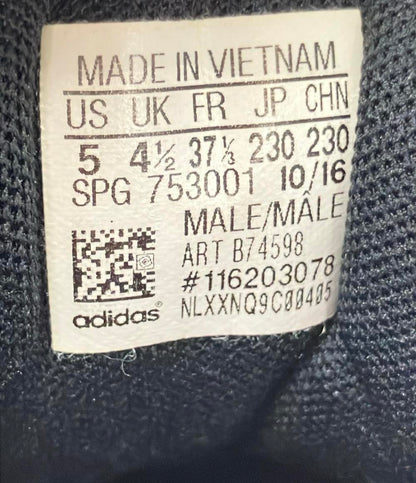 MADE IN VIETNAM
US UK FR JP CHN
5 4½ 37⅓ 230 230
SPG 753001 10/16
MALE/MÂLE
ART B74598
#116203078
NLXXNQ9C00405
adidas®